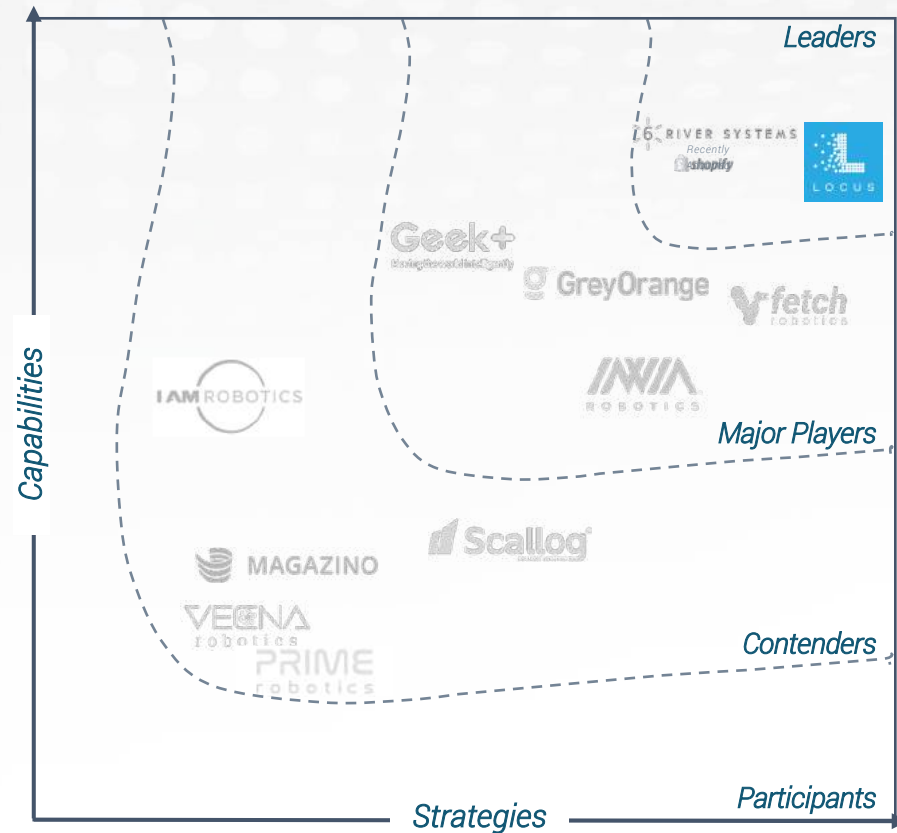 Leaders
6 RIVER SYSTEMS
Recently
shopify
LOCUS
Geek+
GreyOrange
fetch
robotics
Capabilities
I AM ROBOTICS
INVIA
ROBOTICS
Major Players
Scallog
MAGAZINO
VECNA
robotics
Contenders
PRIME
robotics
Participants
Strategies